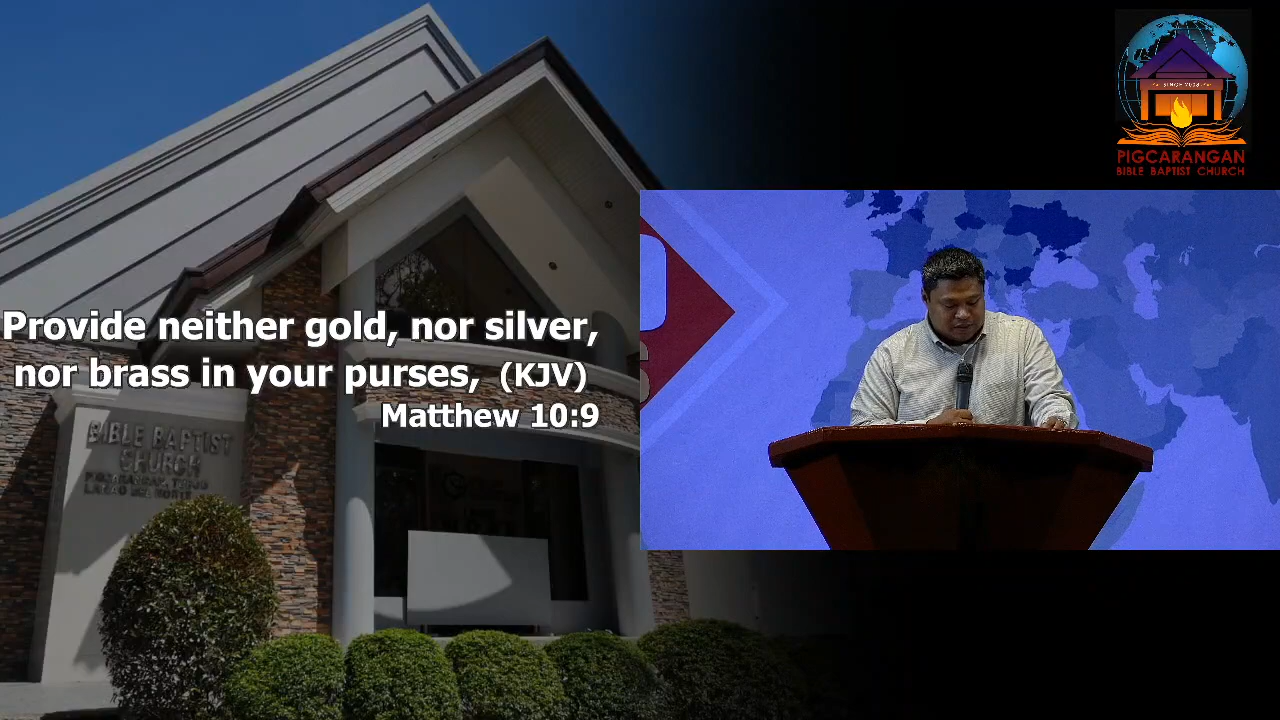 Provide neither gold, nor silver,
nor brass in your purses, (KJV)
Matthew 10:9
BIBLE BAPTIST
CHURCH
PIGCARANGAN
BIBLE BAPTIST CHURCH